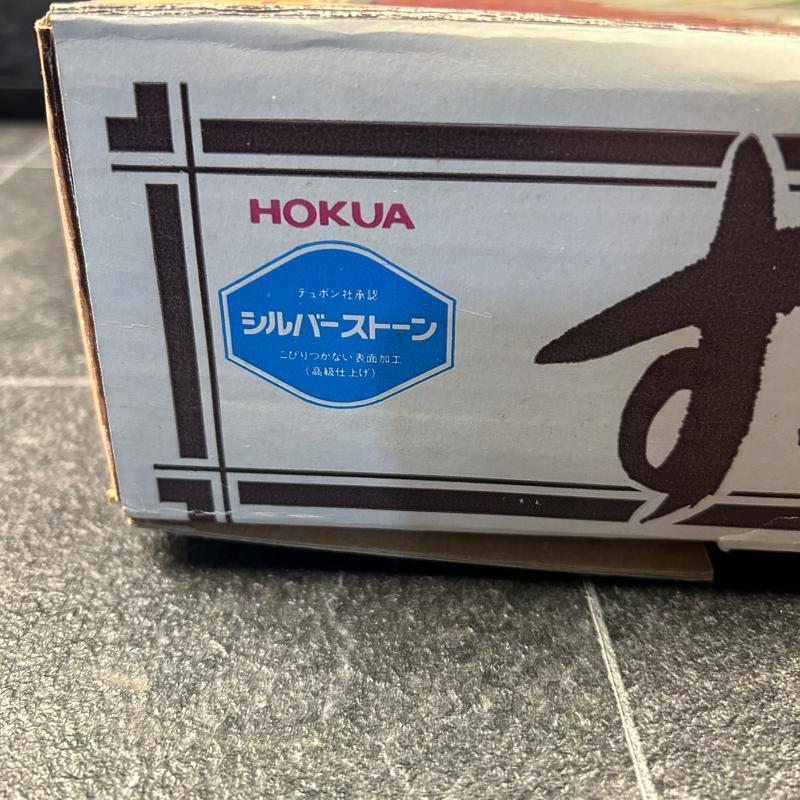 HOKUA
デュポン社承認
シルバーストーン
こびりつかない表面加工
(高級仕上げ)
す